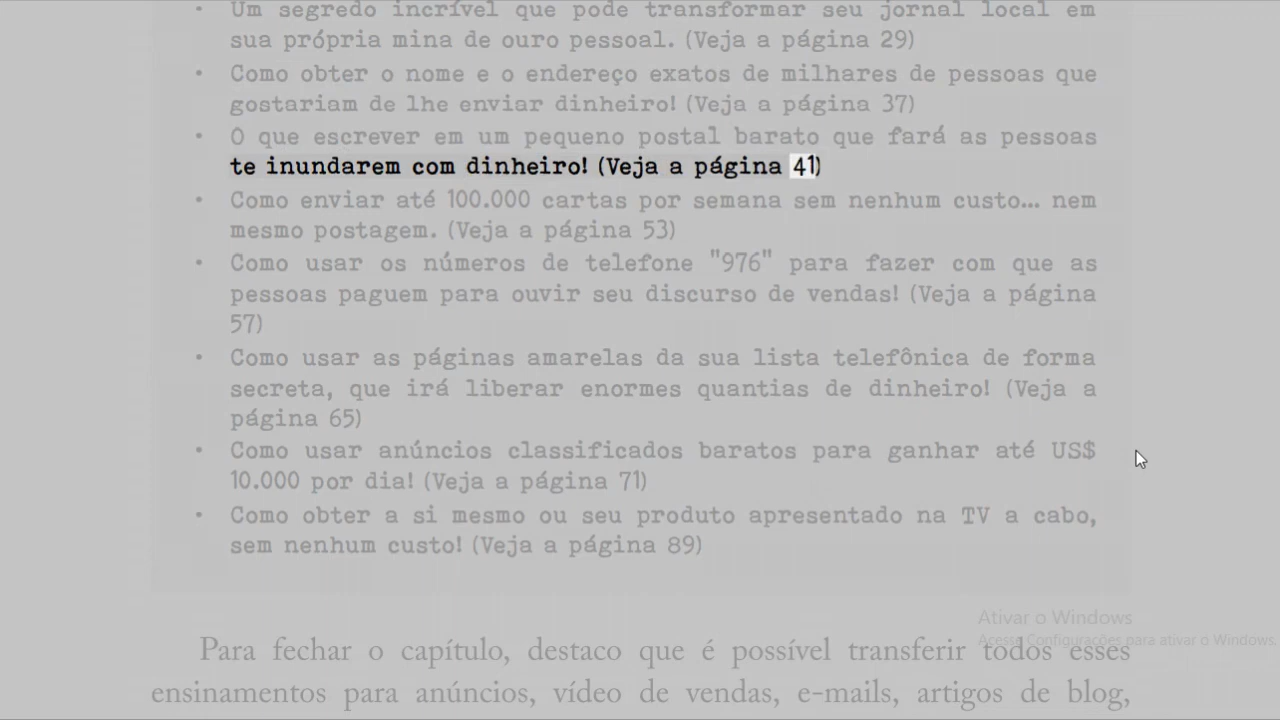 • Um segredo incrível que pode transformar seu jornal local em
sua própria mina de ouro pessoal. (Veja a página 29)
• Como obter o nome e o endereço exatos de milhares de pessoas que
gostariam de lhe enviar dinheiro! (Veja a página 37)
• O que escrever em um pequeno postal barato que fará as pessoas
te inundarem com dinheiro! (Veja a página 41)
• Como enviar até 100.000 cartas por semana sem nenhum custo... nem
mesmo postagem. (Veja a página 53)
• Como usar os números de telefone "976" para fazer com que as
pessoas paguem para ouvir seu discurso de vendas! (Veja a página
57)
• Como usar as páginas amarelas da sua lista telefônica de forma
secreta, que irá liberar enormes quantias de dinheiro! (Veja a
página 65)
• Como usar anúncios classificados baratos para ganhar até US$
10.000 por dia! (Veja a página 71)
• Como obter a si mesmo ou seu produto apresentado na TV a cabo,
sem nenhum custo! (Veja a página 89)
Ativar o Windows
Acesse Configurações para ativar o Windows.
Para fechar o capítulo, destaco que é possível transferir todos esses
ensinamentos para anúncios, vídeo de vendas, e-mails, artigos de blog,